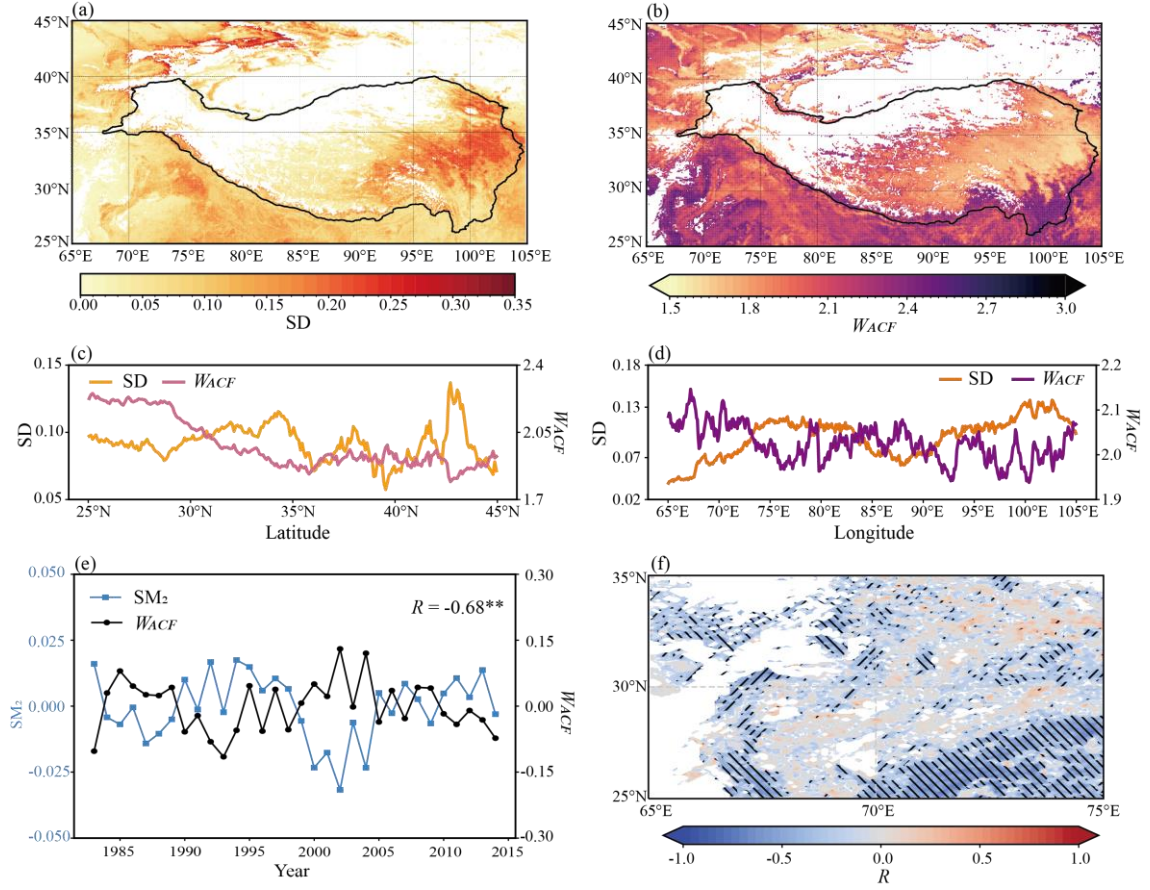 (a)
45°N
40°N
35°N
30°N
25°N
65°E 70°E 75°E 80°E 85°E 90°E 95°E 100°E 105°E
0.00 0.05 0.10 0.15 0.20 0.25 0.30 0.35
SD
(b)
45°N
40°N
35°N
30°N
25°N
65°E 70°E 75°E 80°E 85°E 90°E 95°E 100°E 105°E
1.5 1.8 2.1 2.4 2.7 3.0
WACF
(c)
0.15
0.10
0.05
SD
SD WACF
2.4
2.05
1.7
WACF
25°N 30°N 35°N 40°N 45°N
Latitude
(d)
0.18
0.13
0.07
0.02
SD
SD WACF
2.2
2.1
2.0
1.9
WACF
65°E 70°E 75°E 80°E 85°E 90°E 95°E 100°E 105°E
Longitude
(e)
0.050
0.025
0.000
-0.025
-0.050
SM₂
SM₂
WACF
R = -0.68**
0.30
0.15
0.00
-0.15
-0.30
WACF
1985 1990 1995 2000 2005 2010 2015
Year
(f)
35°N
30°N
25°N
65°E 70°E 75°E
-1.0 -0.5 0.0 0.5 1.0
R